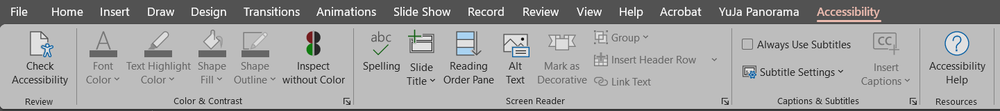 File Home Insert Draw Design Transitions Animations Slide Show Record Review View Help Acrobat YuJa Panorama Accessibility
Check
Accessibility
Review
Font
Color
Text Highlight
Color
Shape
Fill
Shape
Outline
Inspect
without Color
Color & Contrast
abc
Spelling
Slide
Title
Reading
Order Pane
Alt
Text
Mark as
Decorative
Group
Insert Header Row
Link Text
Screen Reader
Always Use Subtitles
Subtitle Settings
CC
Insert
Captions
Captions & Subtitles
?
Accessibility
Help
Resources